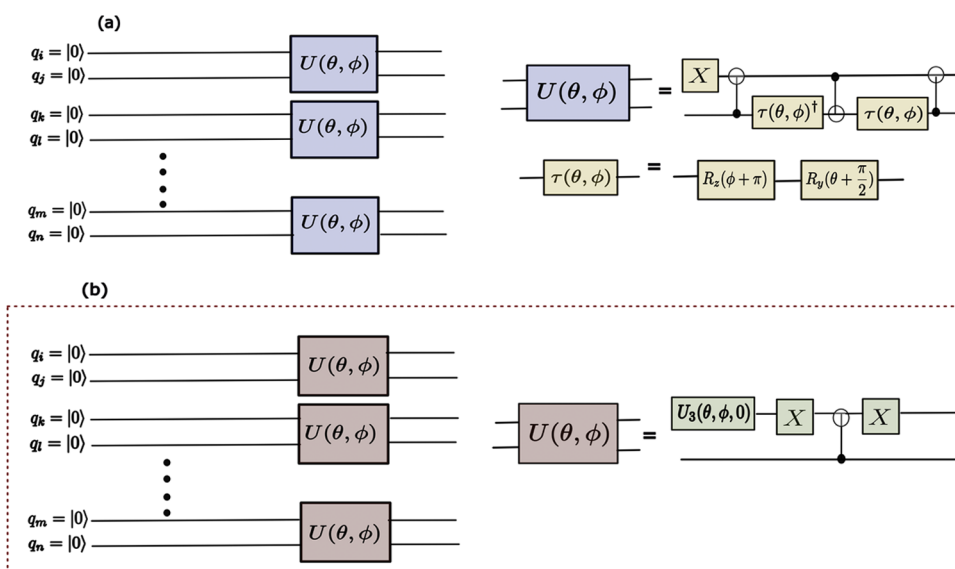 (a)
q_i = |0⟩
q_j = |0⟩
U(θ, ϕ)
q_k = |0⟩
q_l = |0⟩
U(θ, ϕ)
q_m = |0⟩
q_n = |0⟩
U(θ, ϕ)
U(θ, ϕ) = X τ(θ, ϕ)† τ(θ, ϕ)
τ(θ, ϕ) = R_z(ϕ + π) R_y(θ + π/2)
(b)
q_i = |0⟩
q_j = |0⟩
U(θ, ϕ)
q_k = |0⟩
q_l = |0⟩
U(θ, ϕ)
q_m = |0⟩
q_n = |0⟩
U(θ, ϕ)
U(θ, ϕ) = U_3(θ, ϕ, 0) X X